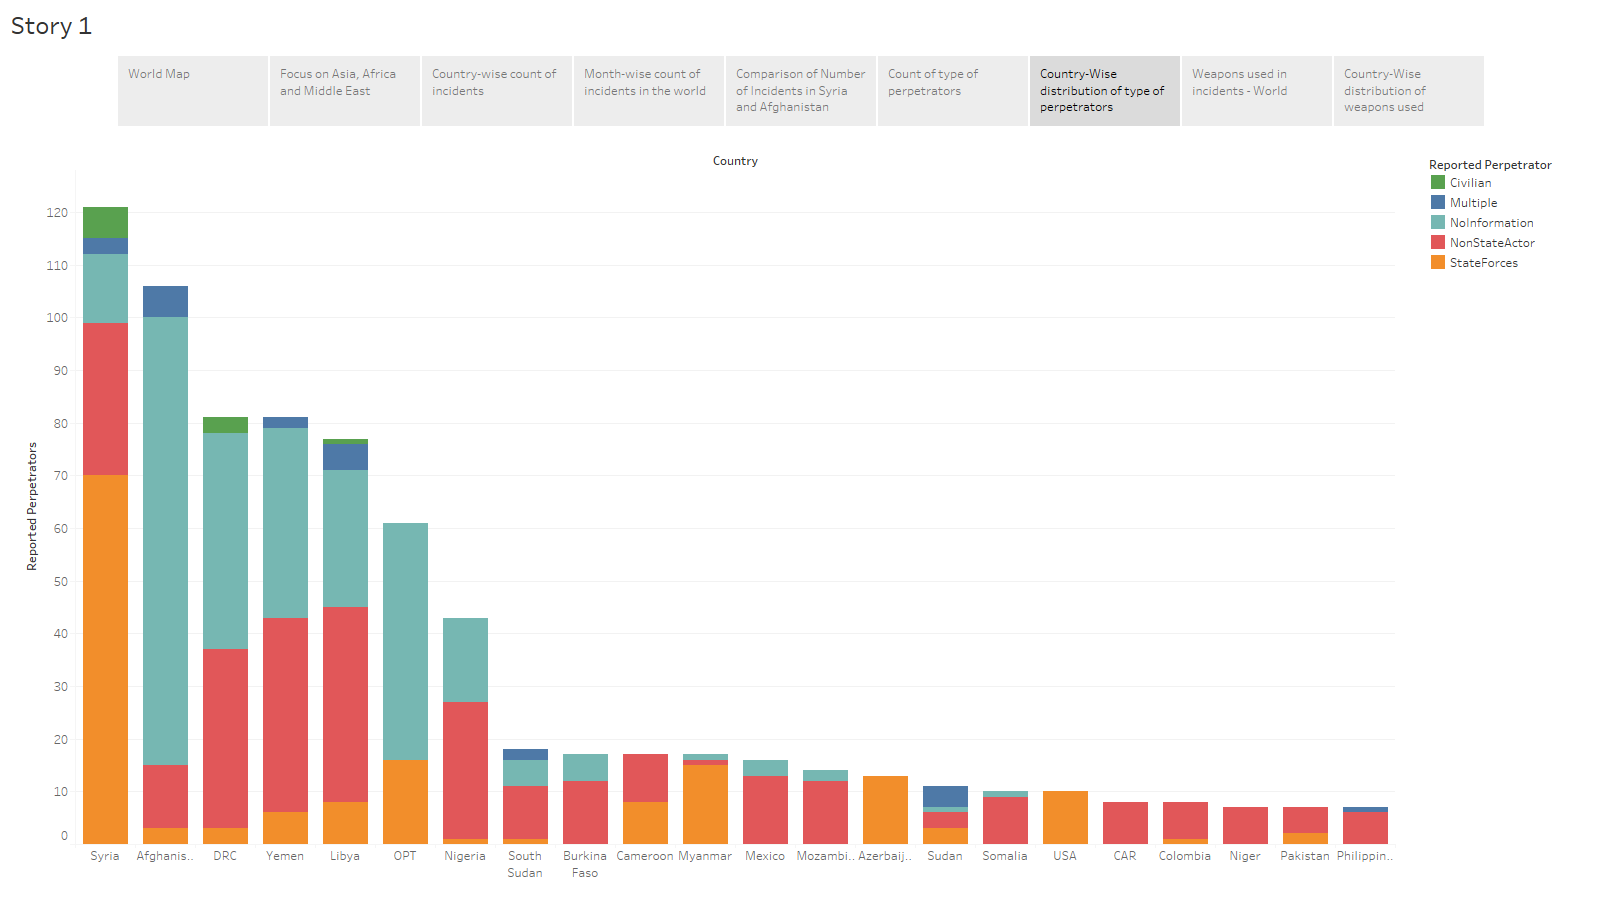 Story 1
World Map
Focus on Asia, Africa
and Middle East
Country-wise count of
incidents
Month-wise count of
incidents in the world
Comparison of Number
of Incidents in Syria
and Afghanistan
Count of type of
perpetrators
Country-Wise
distribution of type of
perpetrators
Weapons used in
incidents - World
Country-Wise
distribution of
weapons used
Country
Reported Perpetrators
120
110
100
90
80
70
60
50
40
30
20
10
0
Syria
Afghanis..
DRC
Yemen
Libya
OPT
Nigeria
South
Sudan
Burkina
Faso
Cameroon
Myanmar
Mexico
Mozambi..
Azerbaij..
Sudan
Somalia
USA
CAR
Colombia
Niger
Pakistan
Philippin..
Reported Perpetrator
Civilian
Multiple
NoInformation
NonStateActor
StateForces